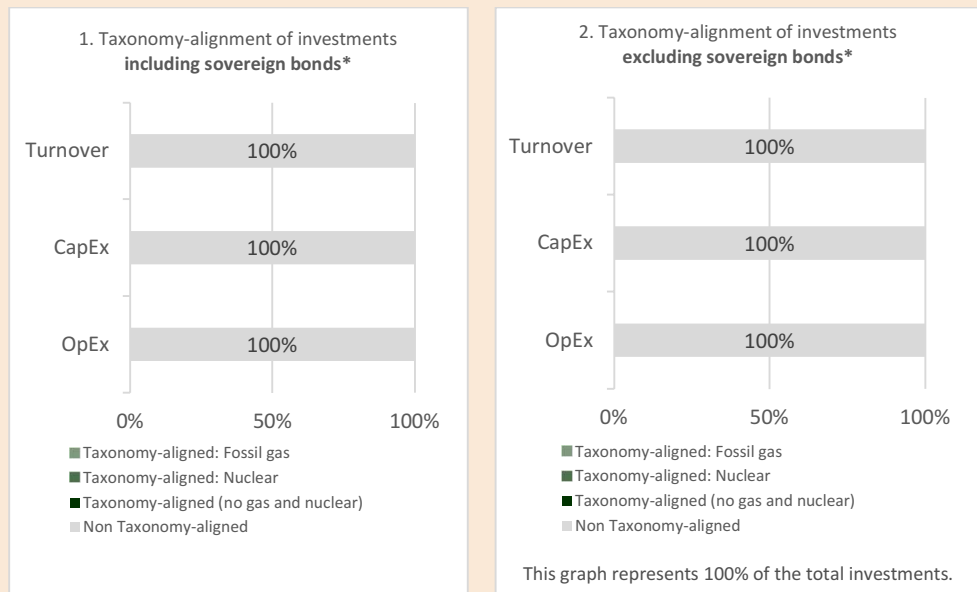 1. Taxonomy-alignment of investments
including sovereign bonds*
Turnover
100%
CapEx
100%
OpEx
100%
0%
50%
100%
Taxonomy-aligned: Fossil gas
Taxonomy-aligned: Nuclear
Taxonomy-aligned (no gas and nuclear)
Non Taxonomy-aligned
2. Taxonomy-alignment of investments
excluding sovereign bonds*
Turnover
100%
CapEx
100%
OpEx
100%
0%
50%
100%
Taxonomy-aligned: Fossil gas
Taxonomy-aligned: Nuclear
Taxonomy-aligned (no gas and nuclear)
Non Taxonomy-aligned
This graph represents 100% of the total investments.